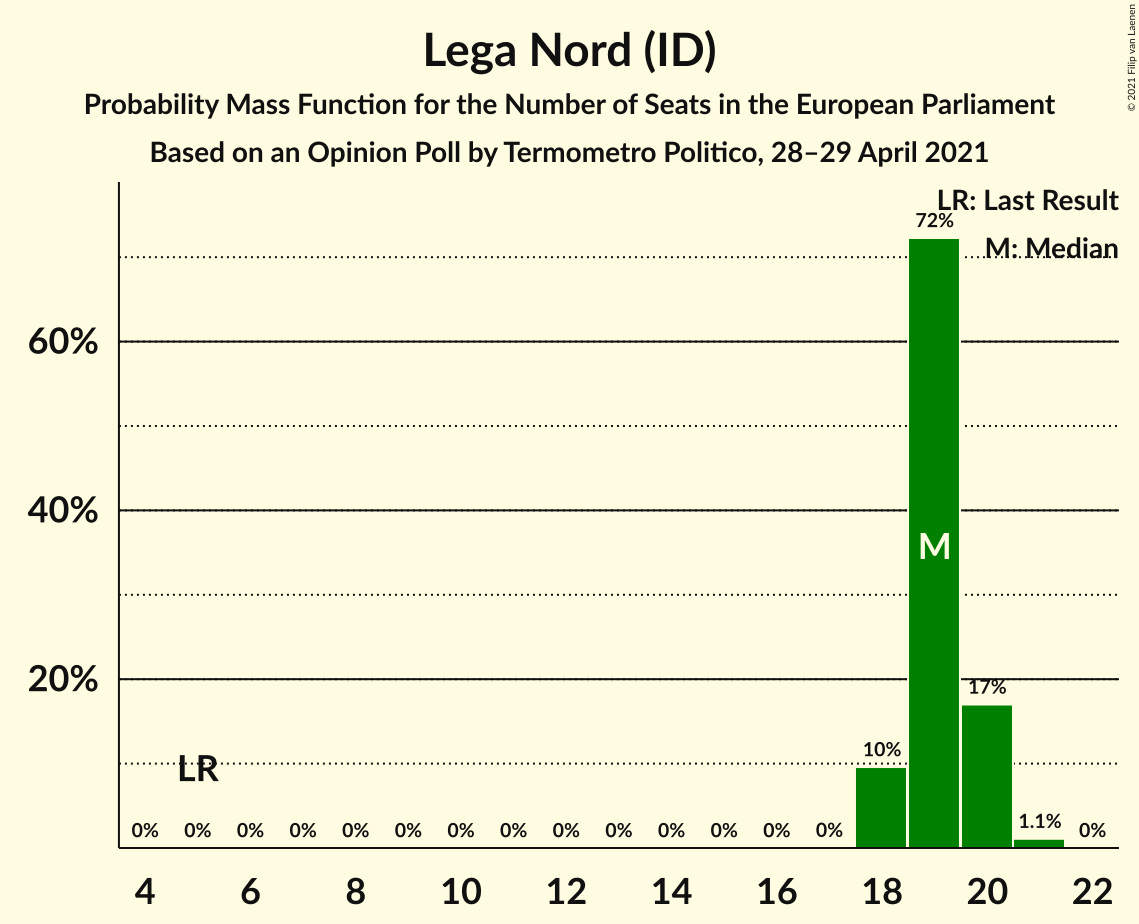 Lega Nord (ID)
Probability Mass Function for the Number of Seats in the European Parliament
Based on an Opinion Poll by Termometro Politico, 28–29 April 2021
© 2021 Filip van Laenen
LR: Last Result
72%
M: Median
60%
40%
M
20%
17%
10%
LR
1.1%
0% 0% 0% 0% 0% 0% 0% 0% 0% 0% 0% 0% 0% 0% 0%
4 6 8 10 12 14 16 18 20 22